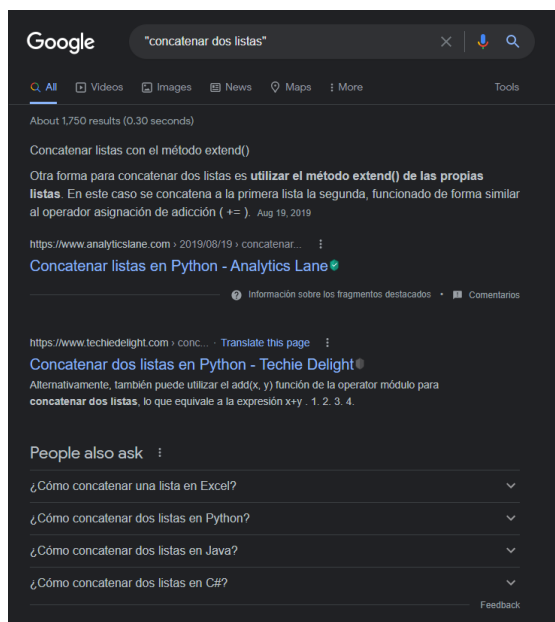 Google
"concatenar dos listas"
All Videos Images News Maps More Tools
About 1,750 results (0.30 seconds)
Concatenar listas con el método extend()
Otra forma para concatenar dos listas es utilizar el método extend() de las propias
listas. En este caso se concatena a la primera lista la segunda, funcionado de forma similar
al operador asignación de adicción ( += ). Aug 19, 2019
https://www.analyticslane.com › 2019/08/19 › concatenar...
Concatenar listas en Python - Analytics Lane
Información sobre los fragmentos destacados • Comentarios
https://www.techiedelight.com › conc... · Translate this page
Concatenar dos listas en Python - Techie Delight
Alternativamente, también puede utilizar el add(x, y) función de la operator módulo para
concatenar dos listas, lo que equivale a la expresión x+y . 1. 2. 3. 4.
People also ask
¿Cómo concatenar una lista en Excel?
¿Cómo concatenar dos listas en Python?
¿Cómo concatenar dos listas en Java?
¿Cómo concatenar dos listas en C#?
Feedback